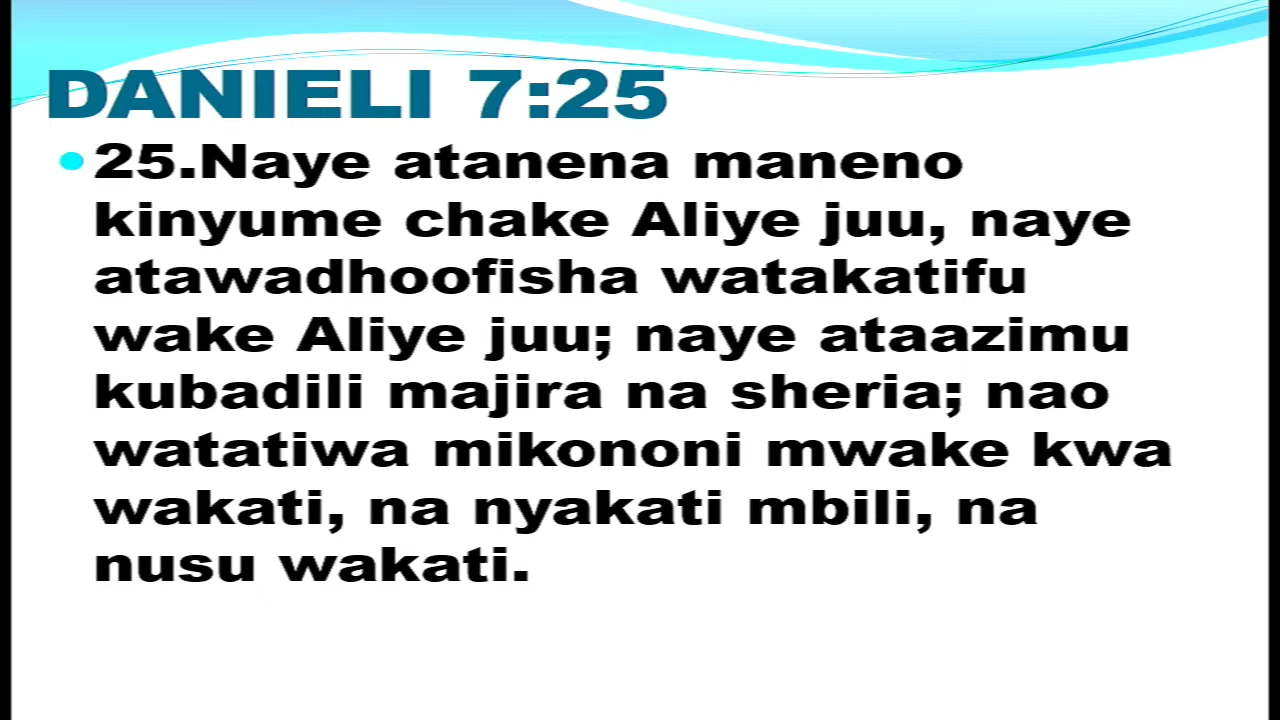 DANIELI 7:25
25.Naye atanena maneno
kinyume chake Aliye juu, naye
atawadhoofisha watakatifu
wake Aliye juu; naye ataazimu
kubadili majira na sheria; nao
watatiwa mikononi mwake kwa
wakati, na nyakati mbili, na
nusu wakati.